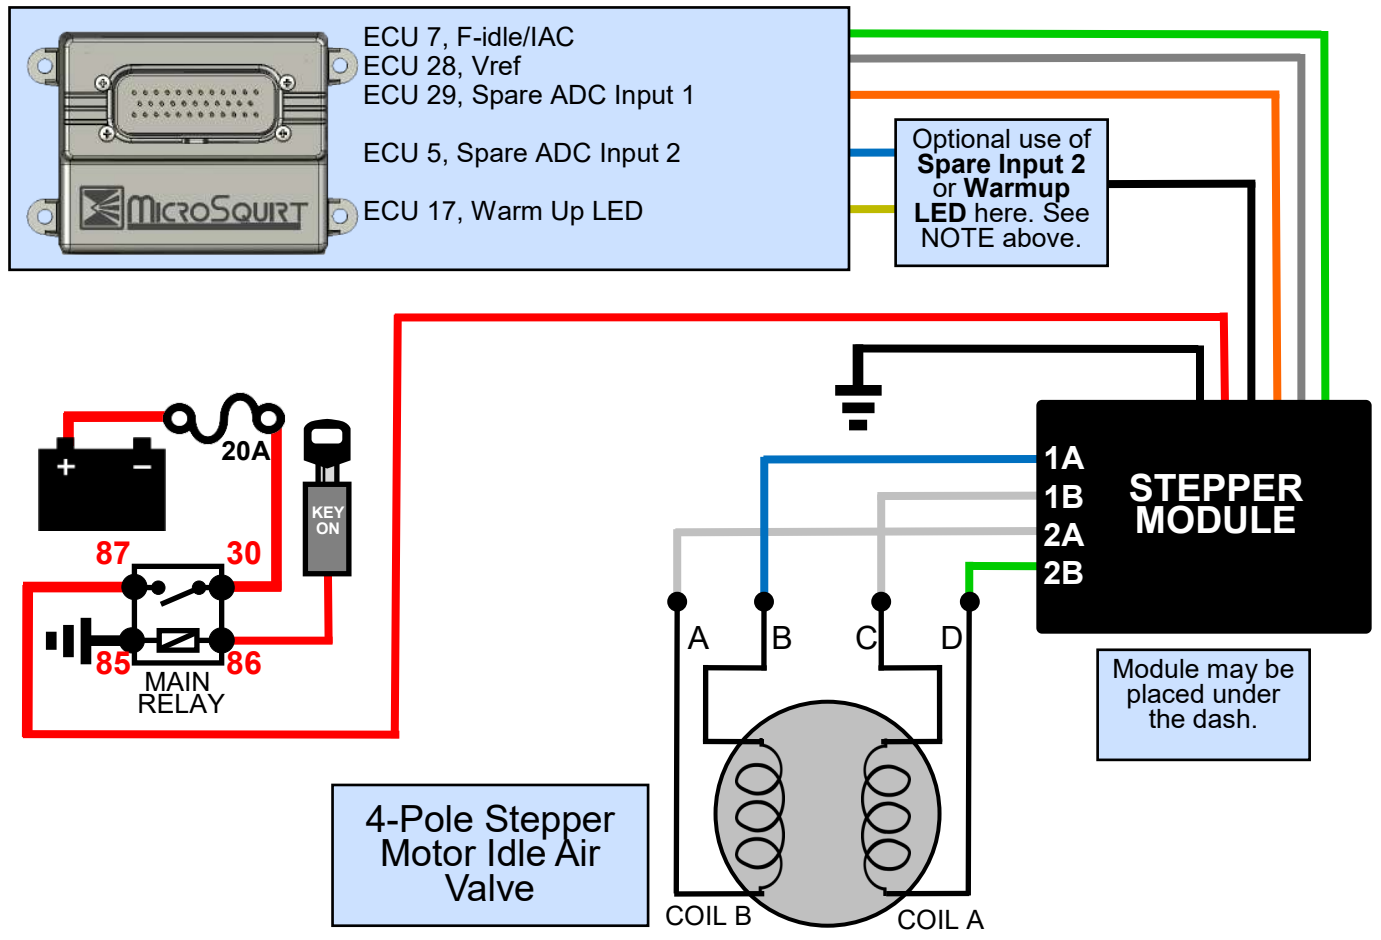 ECU 7, F-idle/IAC
ECU 28, Vref
ECU 29, Spare ADC Input 1
ECU 5, Spare ADC Input 2
ECU 17, Warm Up LED
MICROSQUIRT
Optional use of
Spare Input 2
or Warmup
LED here. See
NOTE above.
20A
+ −
KEY
ON
87
30
85
86
MAIN
RELAY
1A
1B
2A
2B
STEPPER
MODULE
A
B
C
D
Module may be
placed under
the dash.
4-Pole Stepper
Motor Idle Air
Valve
COIL B
COIL A